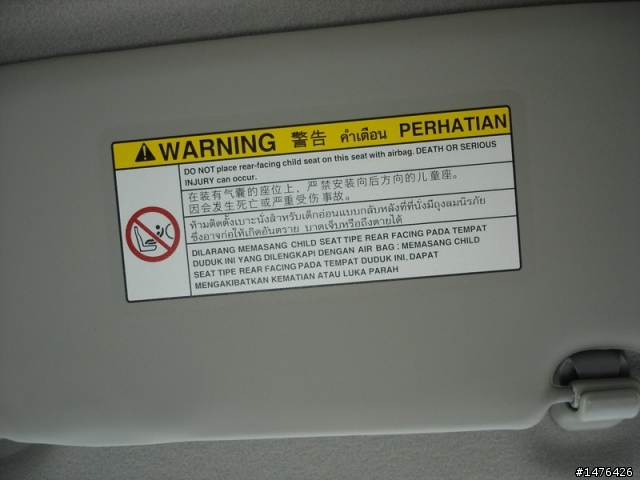 WARNING 警告 คำเตือน PERHATIAN
DO NOT place rear-facing child seat on this seat with airbag. DEATH OR SERIOUS
INJURY can occur.
在装有气囊的座位上，严禁安装向后方向的儿童座。
因会发生死亡或严重受伤事故。
ห้ามติดตั้งเบาะนั่งสำหรับเด็กอ่อนแบบกลับหลังที่ที่นั่งมีถุงลมนิรภัย
ซึ่งอาจก่อให้เกิดอันตราย บาดเจ็บหรือถึงตายได้
DILARANG MEMASANG CHILD SEAT TIPE REAR FACING PADA TEMPAT
DUDUK INI YANG DILENGKAPI DENGAN AIR BAG ; MEMASANG CHILD
SEAT TIPE REAR FACING PADA TEMPAT DUDUK INI, DAPAT
MENGAKIBATKAN KEMATIAN ATAU LUKA PARAH
#1476426